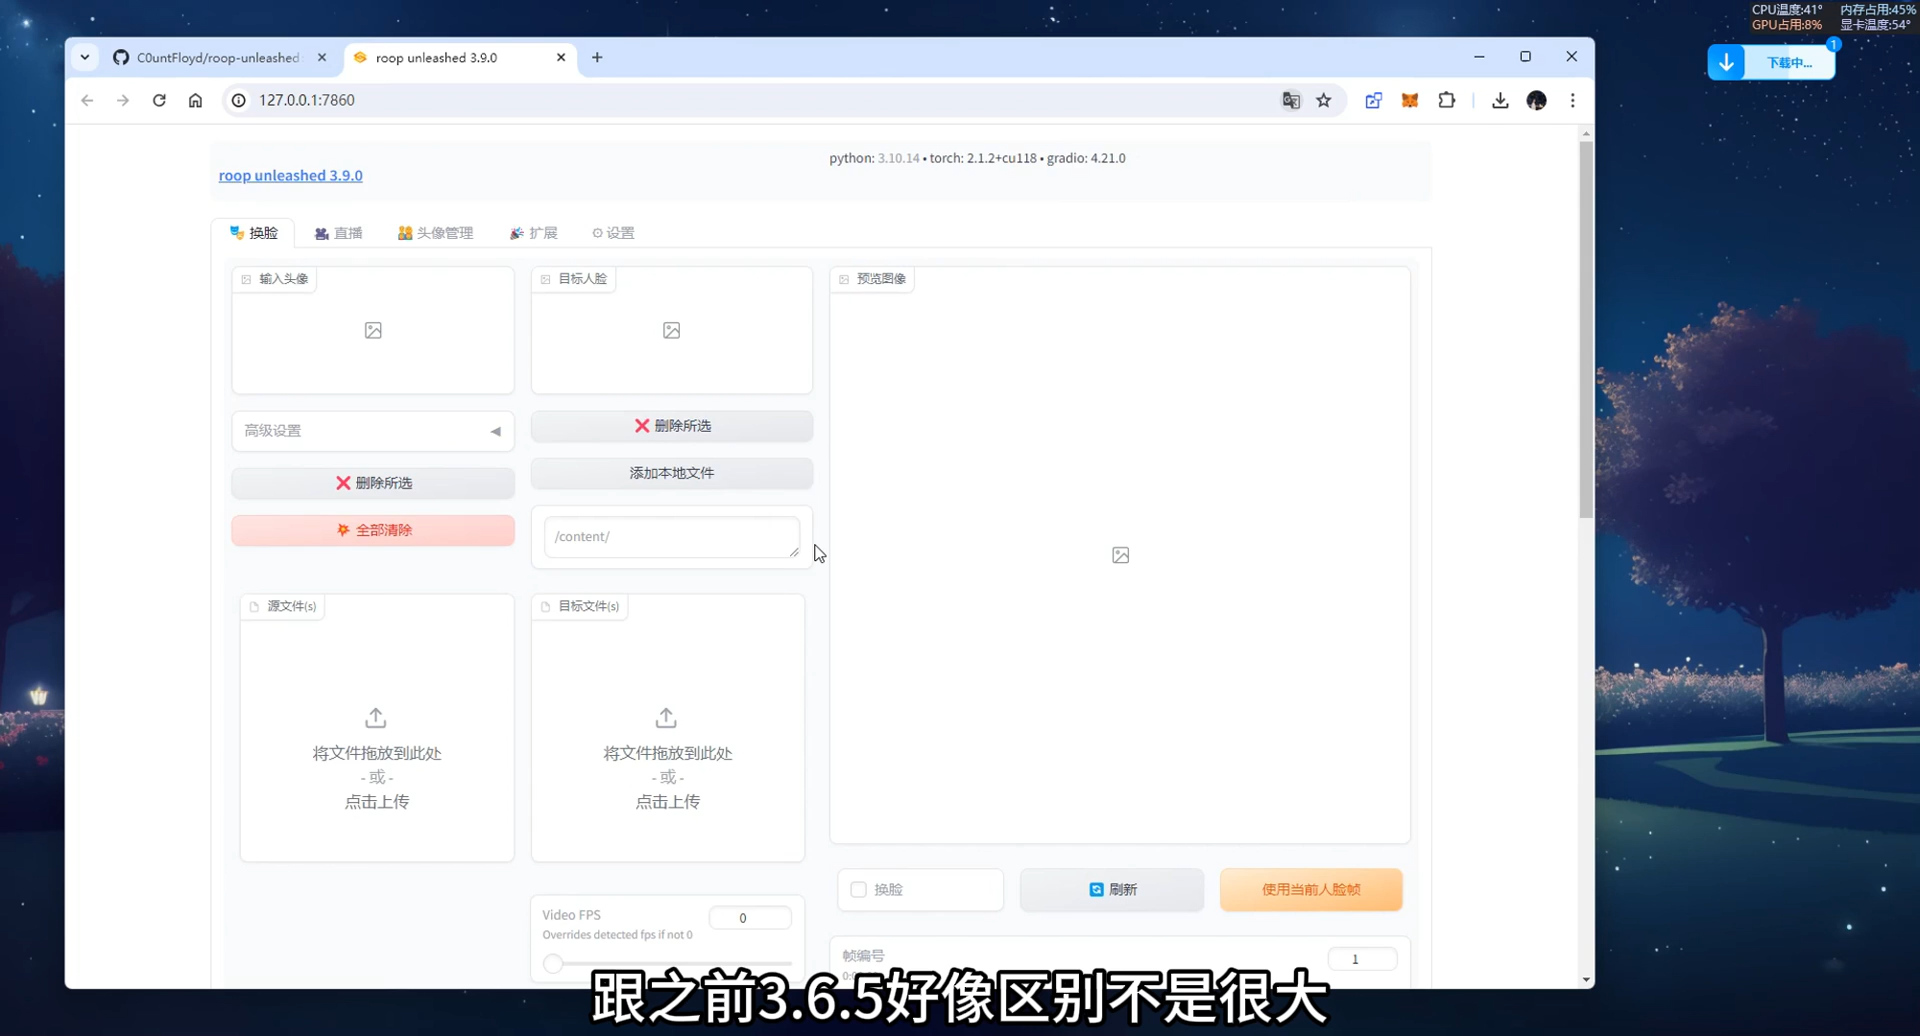 CPU温度:41° 内存占用:45%
GPU占用:8% 显卡温度:54°
1
下载中...
C0untFloyd/roop-unleashed:
roop unleashed 3.9.0
127.0.0.1:7860
python: 3.10.14 • torch: 2.1.2+cu118 • gradio: 4.21.0
roop unleashed 3.9.0
换脸
直播
头像管理
扩展
设置
输入头像
目标人脸
预览图像
高级设置
删除所选
添加本地文件
删除所选
全部清除
/content/
源文件(s)
目标文件(s)
将文件拖放到此处
- 或 -
点击上传
将文件拖放到此处
- 或 -
点击上传
换脸
刷新
使用当前人脸帧
Video FPS
0
Overrides detected fps if not 0
帧编号
1
跟之前3.6.5好像区别不是很大